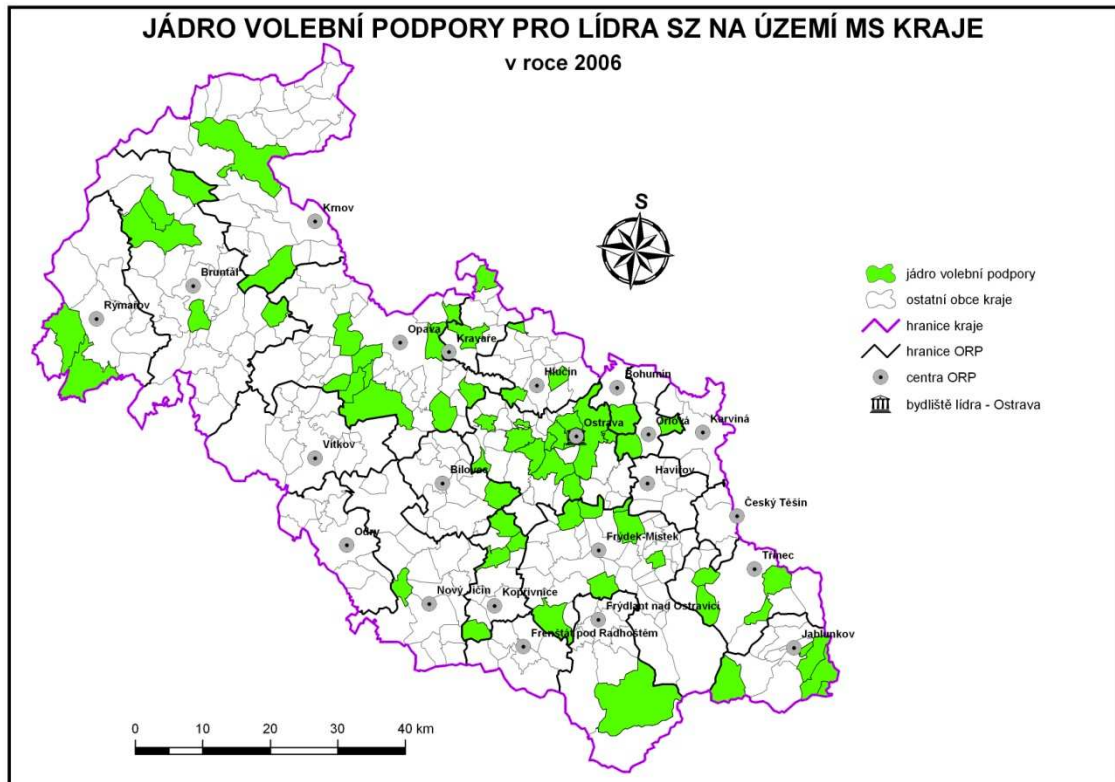 JÁDRO VOLEBNÍ PODPORY PRO LÍDRA SZ NA ÚZEMÍ MS KRAJE
v roce 2006
S
Krnov
Bruntál
Rýmařov
Opava
Kravaře
Hlučín
Bohumín
Ostrava
Orlová
Karviná
Vítkov
Bílovec
Havířov
Český Těšín
Odry
Frýdek-Místek
Třinec
Nový Jičín
Kopřivnice
Frýdlant nad Ostravicí
Frenštát pod Radhoštěm
Jablunkov
jádro volební podpory
ostatní obce kraje
hranice kraje
hranice ORP
centra ORP
bydliště lídra - Ostrava
0 10 20 30 40 km